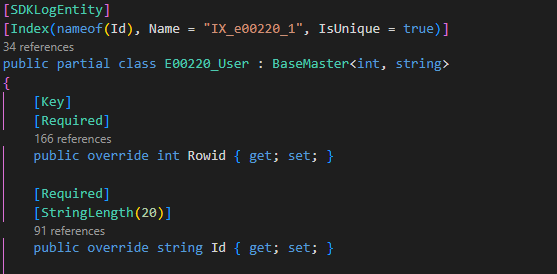 [SDKLogEntity]
[Index(nameof(Id), Name = "IX_e00220_1", IsUnique = true)]
34 references
public partial class E00220_User : BaseMaster<int, string>
{
[Key]
[Required]
166 references
public override int Rowid { get; set; }
[Required]
[StringLength(20)]
91 references
public override string Id { get; set; }